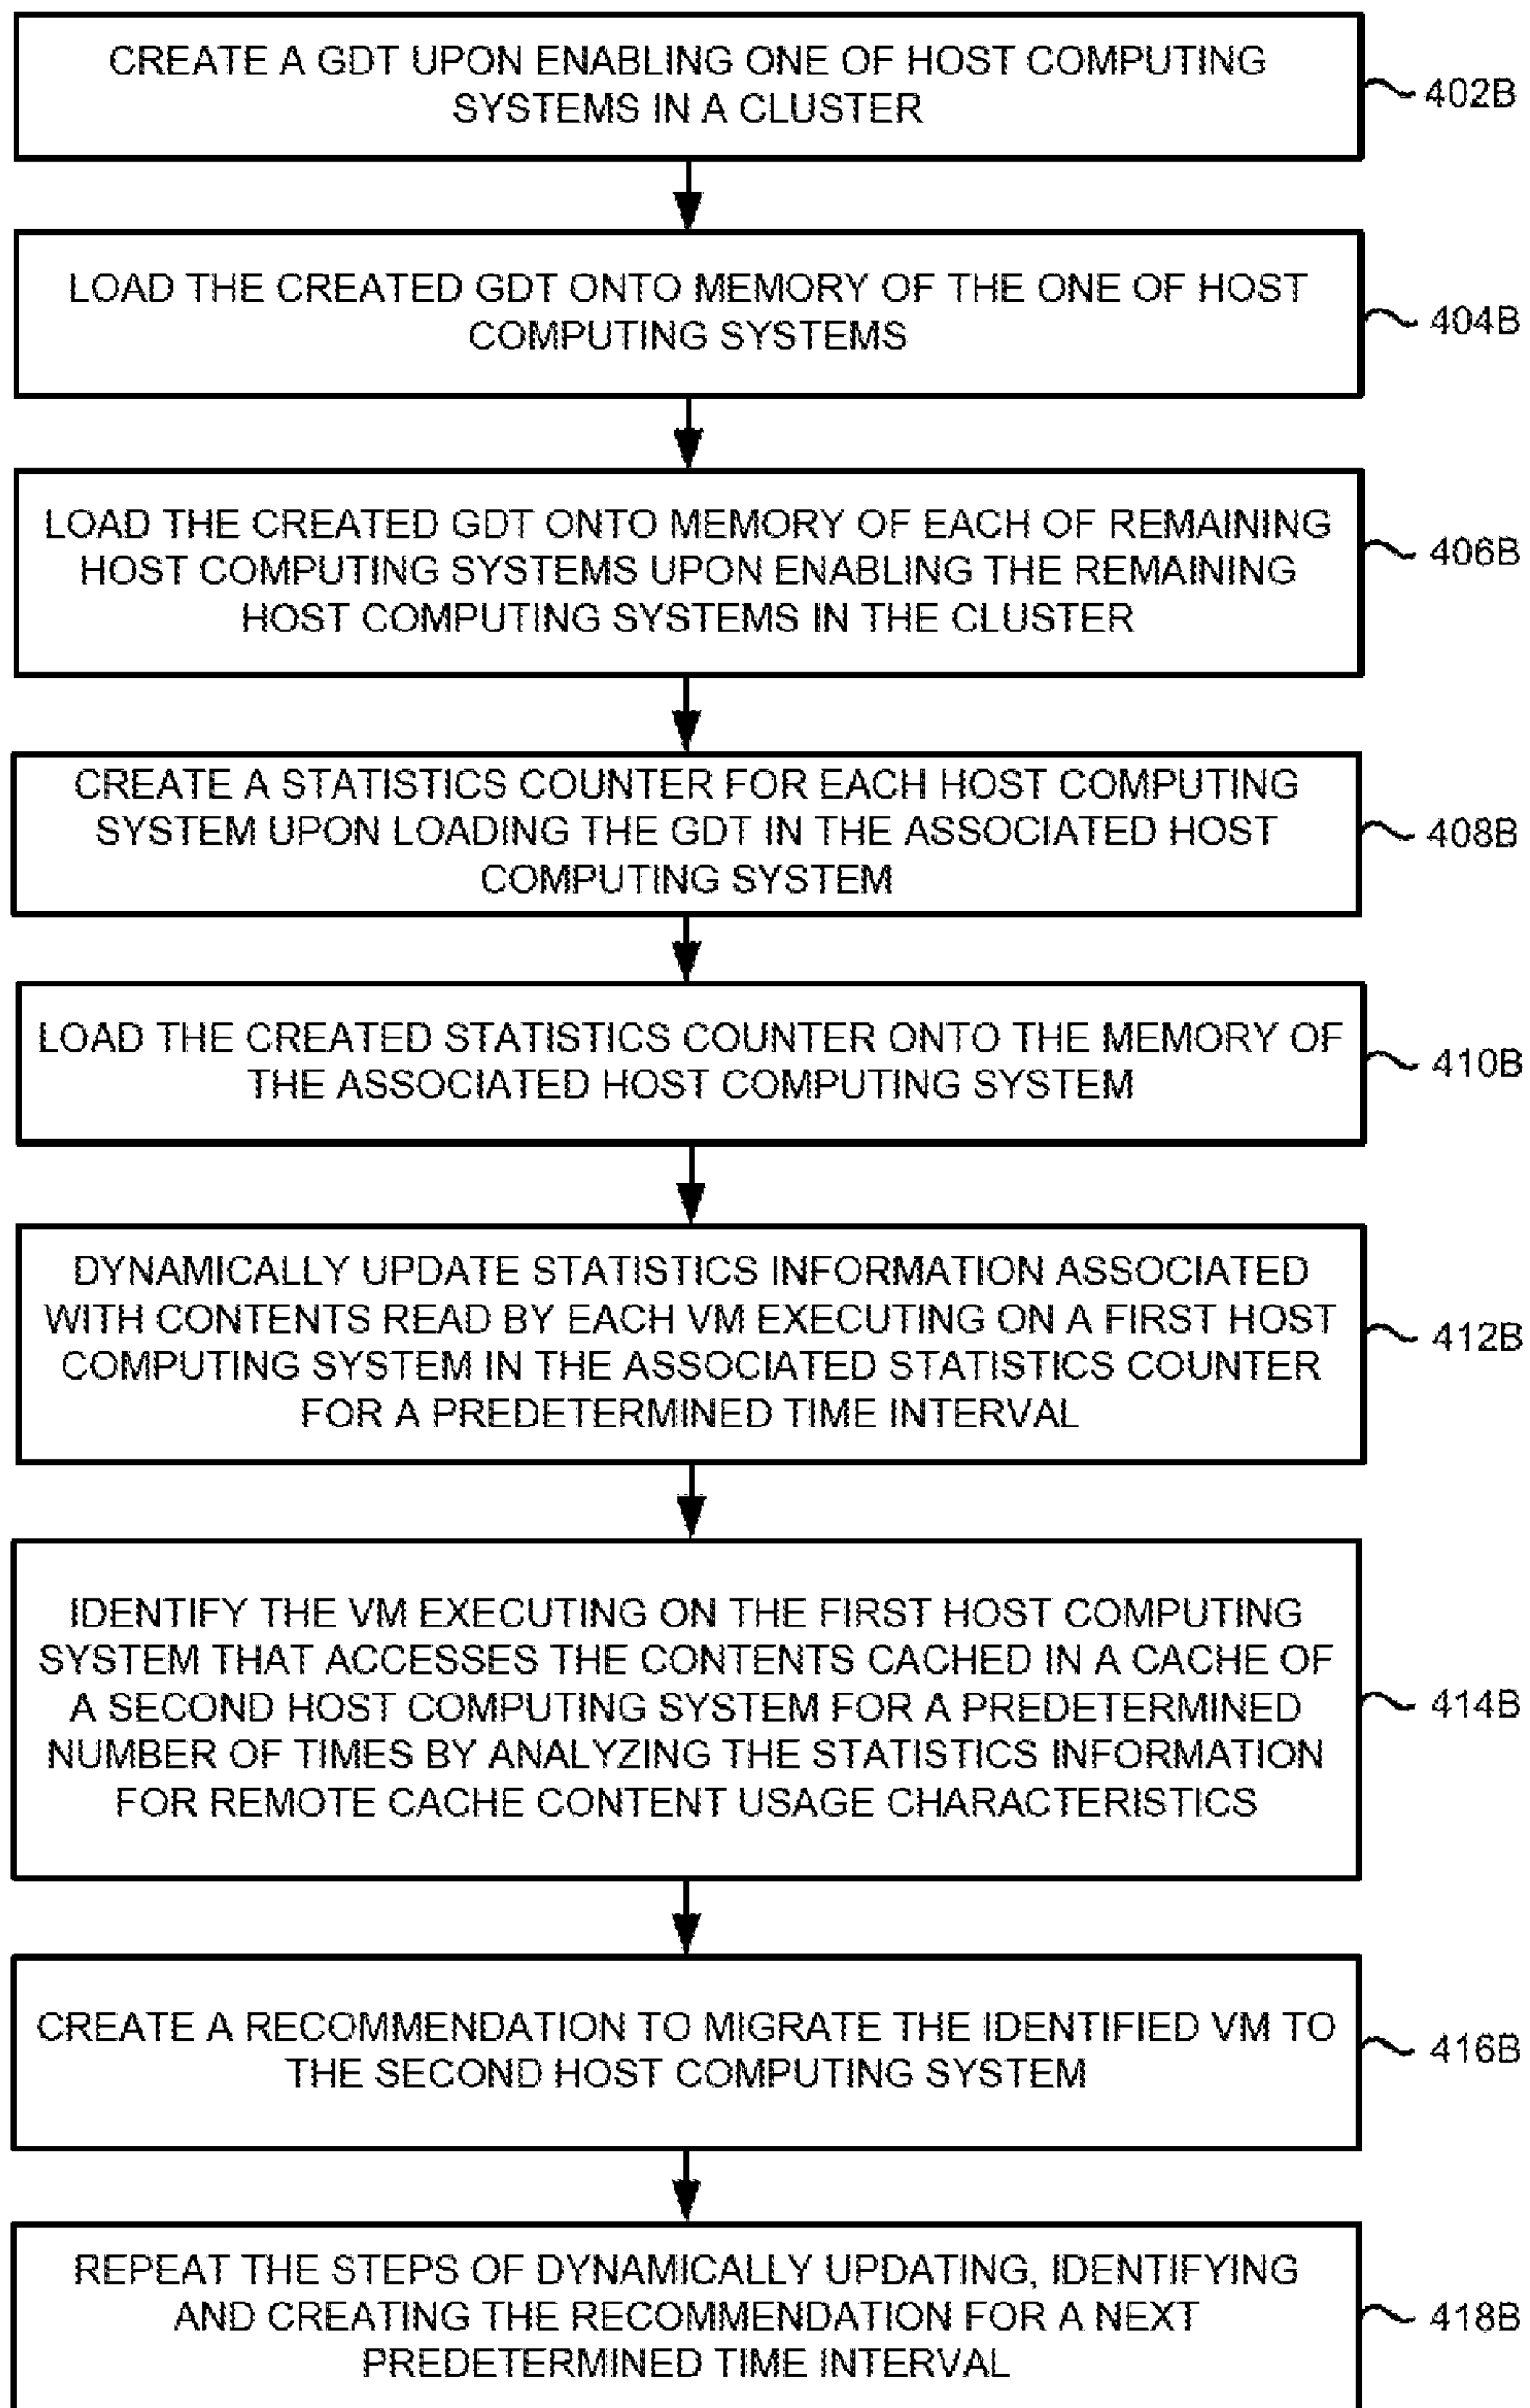 CREATE A GDT UPON ENABLING ONE OF HOST COMPUTING
SYSTEMS IN A CLUSTER
402B
LOAD THE CREATED GDT ONTO MEMORY OF THE ONE OF HOST
COMPUTING SYSTEMS
404B
LOAD THE CREATED GDT ONTO MEMORY OF EACH OF REMAINING
HOST COMPUTING SYSTEMS UPON ENABLING THE REMAINING
HOST COMPUTING SYSTEMS IN THE CLUSTER
406B
CREATE A STATISTICS COUNTER FOR EACH HOST COMPUTING
SYSTEM UPON LOADING THE GDT IN THE ASSOCIATED HOST
COMPUTING SYSTEM
408B
LOAD THE CREATED STATISTICS COUNTER ONTO THE MEMORY OF
THE ASSOCIATED HOST COMPUTING SYSTEM
410B
DYNAMICALLY UPDATE STATISTICS INFORMATION ASSOCIATED
WITH CONTENTS READ BY EACH VM EXECUTING ON A FIRST HOST
COMPUTING SYSTEM IN THE ASSOCIATED STATISTICS COUNTER
FOR A PREDETERMINED TIME INTERVAL
412B
IDENTIFY THE VM EXECUTING ON THE FIRST HOST COMPUTING
SYSTEM THAT ACCESSES THE CONTENTS CACHED IN A CACHE OF
A SECOND HOST COMPUTING SYSTEM FOR A PREDETERMINED
NUMBER OF TIMES BY ANALYZING THE STATISTICS INFORMATION
FOR REMOTE CACHE CONTENT USAGE CHARACTERISTICS
414B
CREATE A RECOMMENDATION TO MIGRATE THE IDENTIFIED VM TO
THE SECOND HOST COMPUTING SYSTEM
416B
REPEAT THE STEPS OF DYNAMICALLY UPDATING, IDENTIFYING
AND CREATING THE RECOMMENDATION FOR A NEXT
PREDETERMINED TIME INTERVAL
418B